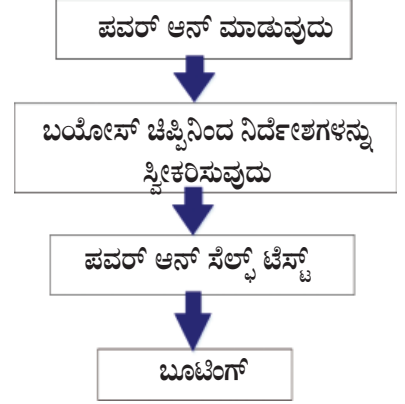 ಪವರ್ ಆನ್ ಮಾಡುವುದು
ಬಯೋಸ್ ಚಿಪ್ಪಿನಿಂದ ನಿರ್ದೇಶಗಳನ್ನು
ಸ್ವೀಕರಿಸುವುದು
ಪವರ್ ಆನ್ ಸೆಲ್ಫ್ ಟೆಸ್ಟ್
ಬೂಟಿಂಗ್